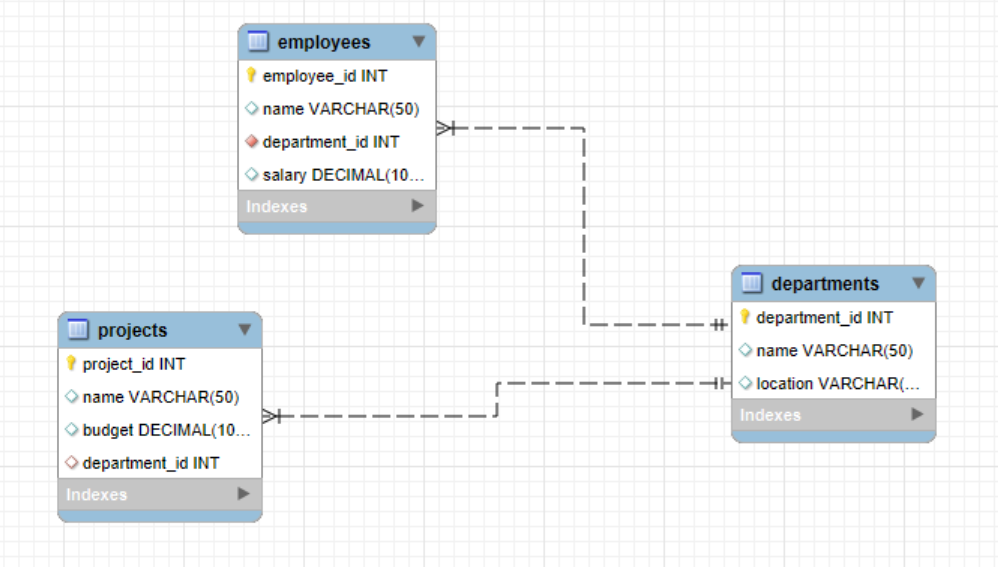 employees
employee_id INT
name VARCHAR(50)
department_id INT
salary DECIMAL(10...
Indexes
departments
department_id INT
name VARCHAR(50)
location VARCHAR(...
Indexes
projects
project_id INT
name VARCHAR(50)
budget DECIMAL(10...
department_id INT
Indexes